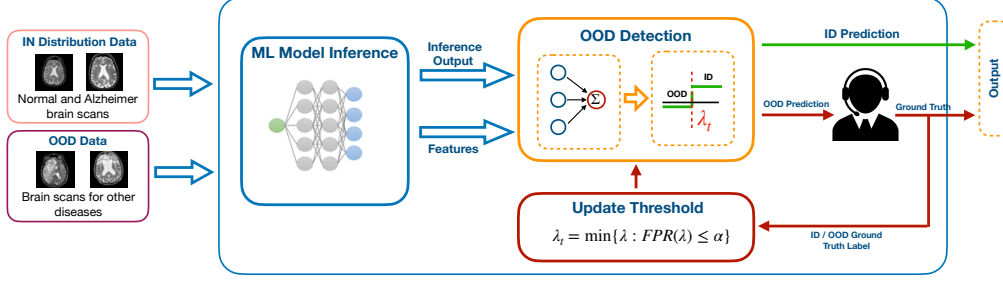 IN Distribution Data
Normal and Alzheimer
brain scans
OOD Data
Brain scans for other
diseases
ML Model Inference
Inference
Output
Features
OOD Detection
Σ
OOD
ID
λt
ID Prediction
OOD Prediction
Ground Truth
Output
Update Threshold
λt = min{λ : FPR(λ) ≤ α}
ID / OOD Ground
Truth Label